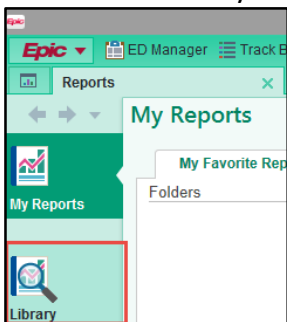 Epic
Epic ED Manager Track B
Reports
My Reports
My Favorite Rep
Folders
My Reports
Library